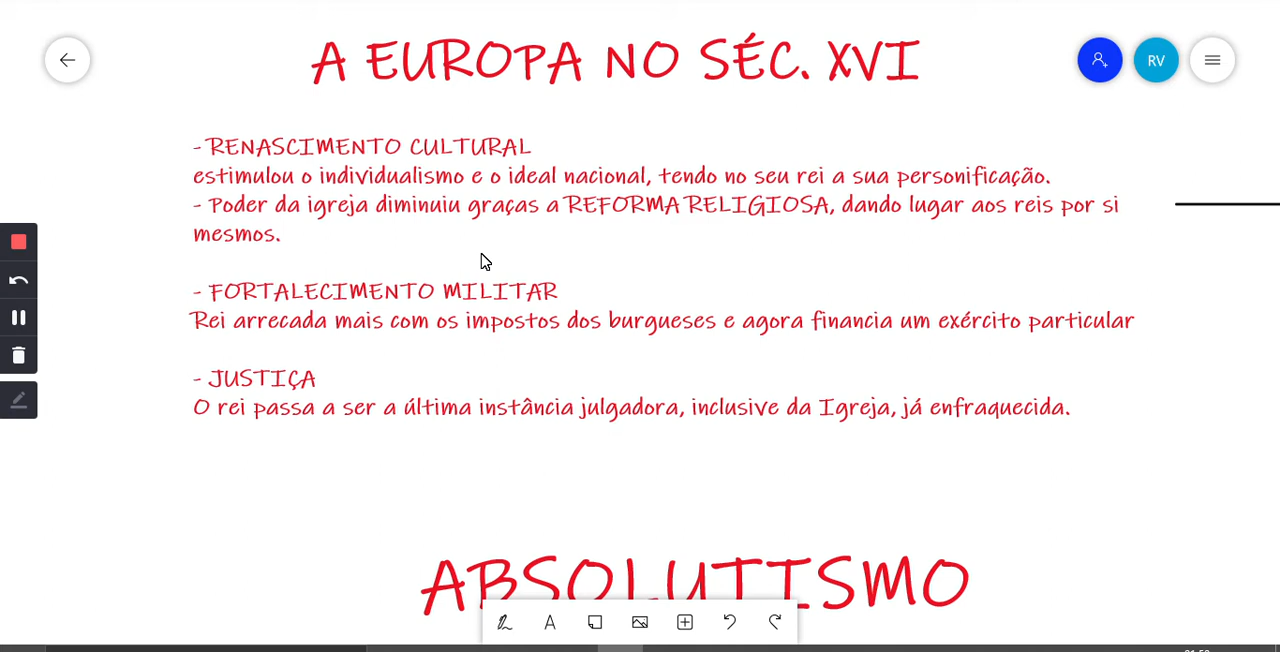 A EUROPA NO SÉC. XVI
RV
- RENASCIMENTO CULTURAL
estimulou o individualismo e o ideal nacional, tendo no seu rei a sua personificação.
- Poder da igreja diminuiu graças a REFORMA RELIGIOSA, dando lugar aos reis por si
mesmos.
- FORTALECIMENTO MILITAR
Rei arrecada mais com os impostos dos burgueses e agora financia um exército particular
- JUSTIÇA
O rei passa a ser a última instância julgadora, inclusive da Igreja, já enfraquecida.
ABSOLUTISMO